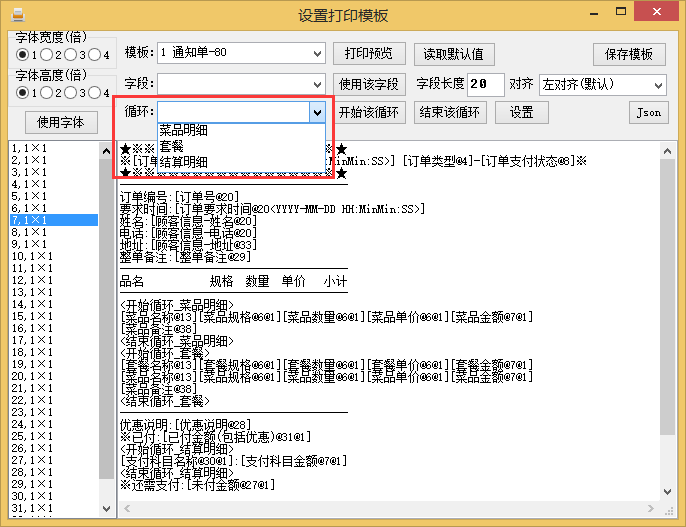 设置打印模板
字体宽度(倍)
1 2 3 4
字体高度(倍)
1 2 3 4
使用字体
模板: 1 通知单-80
打印预览
读取默认值
保存模板
字段:
使用该字段
字段长度 20
对齐 左对齐(默认)
循环:
开始该循环
结束该循环
设置
Json
菜品明细
套餐
结算明细
1,1×1
2,1×1
3,1×1
4,1×1
5,1×1
6,1×1
7,1×1
8,1×1
9,1×1
10,1×1
11,1×1
12,1×1
13,1×1
14,1×1
15,1×1
16,1×1
17,1×1
18,1×1
19,1×1
20,1×1
21,1×1
22,1×1
23,1×1
24,1×1
25,1×1
26,1×1
27,1×1
28,1×1
29,1×1
30,1×1
31,1×1
★※※ ★
※[订单 :MinMin:SS>] [订单类型@4]-[订单支付状态@8]※
★※※※※※※※※※※※※※※※※※★
订单编号:[订单号@20]
要求时间:[订单要求时间@20<YYYY-MM-DD HH:MinMin:SS>]
姓名:[顾客信息-姓名@20]
电话:[顾客信息-电话@20]
地址:[顾客信息-地址@33]
整单备注:[整单备注@29]
品名 规格 数量 单价 小计
<开始循环_菜品明细>
[菜品名称@13][菜品规格@6@1][菜品数量@6@1][菜品单价@6@1][菜品金额@7@1]
[菜品备注@38]
<结束循环_菜品明细>
<开始循环_套餐>
[套餐名称@13][套餐规格@6@1][套餐数量@6@1][套餐单价@6@1][套餐金额@7@1]
[菜品名称@13][菜品规格@6@1][菜品数量@6@1][菜品单价@6@1][菜品金额@7@1]
[菜品备注@38]
<结束循环_套餐>
优惠说明:[优惠说明@28]
※已付:[已付金额(包括优惠)@31@1]
<开始循环_结算明细>
[支付科目名称@30@1]:[支付科目金额@7@1]
<结束循环_结算明细>
※还需支付:[未付金额@27@1]